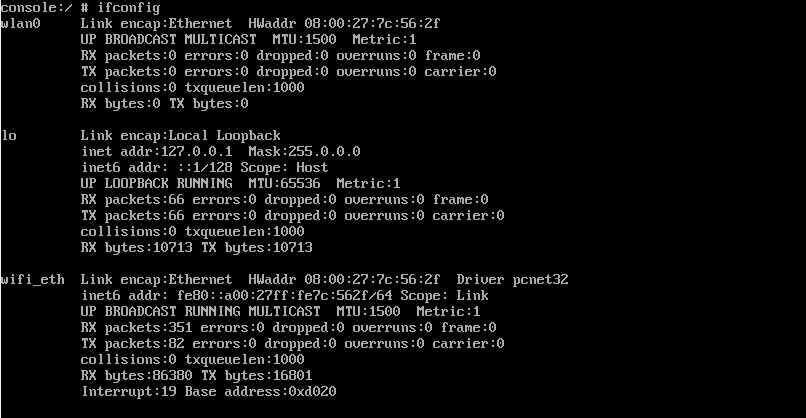 console:/ # ifconfig
wlan0     Link encap:Ethernet  HWaddr 08:00:27:7c:56:2f
          UP BROADCAST MULTICAST  MTU:1500  Metric:1
          RX packets:0 errors:0 dropped:0 overruns:0 frame:0
          TX packets:0 errors:0 dropped:0 overruns:0 carrier:0
          collisions:0 txqueuelen:1000
          RX bytes:0 TX bytes:0

lo        Link encap:Local Loopback
          inet addr:127.0.0.1  Mask:255.0.0.0
          inet6 addr: ::1/128 Scope: Host
          UP LOOPBACK RUNNING  MTU:65536  Metric:1
          RX packets:66 errors:0 dropped:0 overruns:0 frame:0
          TX packets:66 errors:0 dropped:0 overruns:0 carrier:0
          collisions:0 txqueuelen:1000
          RX bytes:10713 TX bytes:10713

wifi_eth  Link encap:Ethernet  HWaddr 08:00:27:7c:56:2f  Driver pcnet32
          inet6 addr: fe80::a00:27ff:fe7c:562f/64 Scope: Link
          UP BROADCAST RUNNING MULTICAST  MTU:1500  Metric:1
          RX packets:351 errors:0 dropped:0 overruns:0 frame:0
          TX packets:82 errors:0 dropped:0 overruns:0 carrier:0
          collisions:0 txqueuelen:1000
          RX bytes:86380 TX bytes:16801
          Interrupt:19 Base address:0xd020